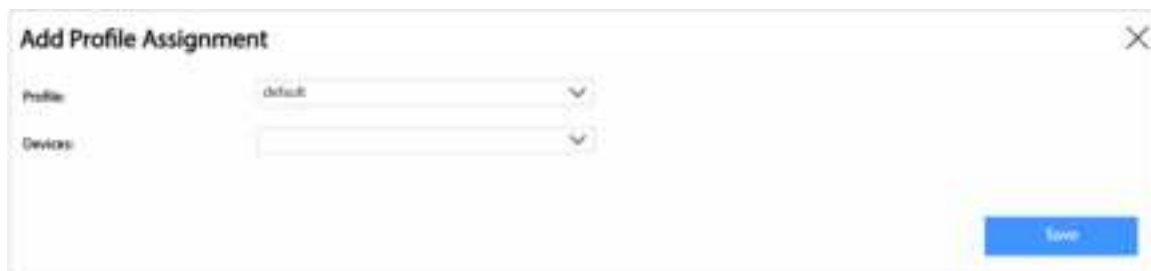 Add Profile Assignment
Profile:
default
Devices:
Save